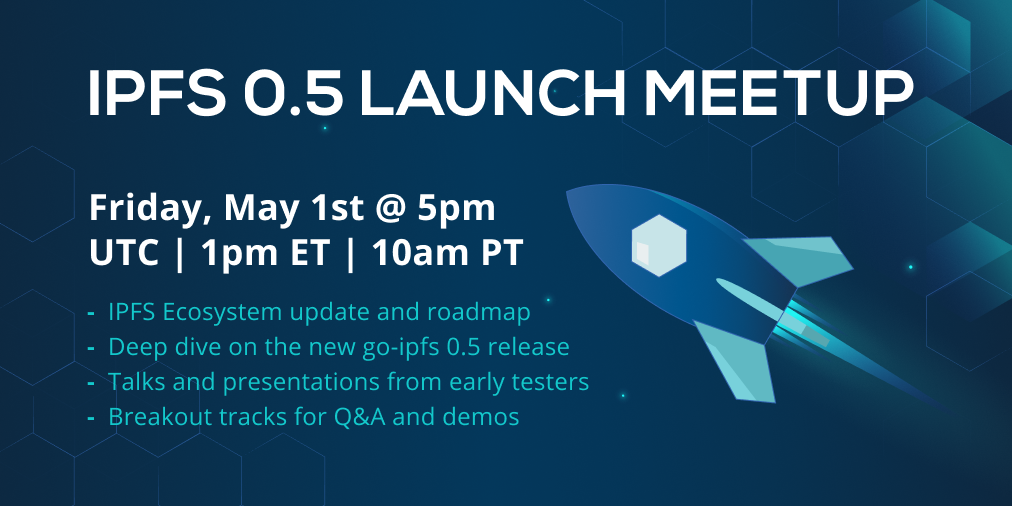 IPFS 0.5 LAUNCH MEETUP
Friday, May 1st @ 5pm
UTC | 1pm ET | 10am PT
- IPFS Ecosystem update and roadmap
- Deep dive on the new go-ipfs 0.5 release
- Talks and presentations from early testers
- Breakout tracks for Q&A and demos